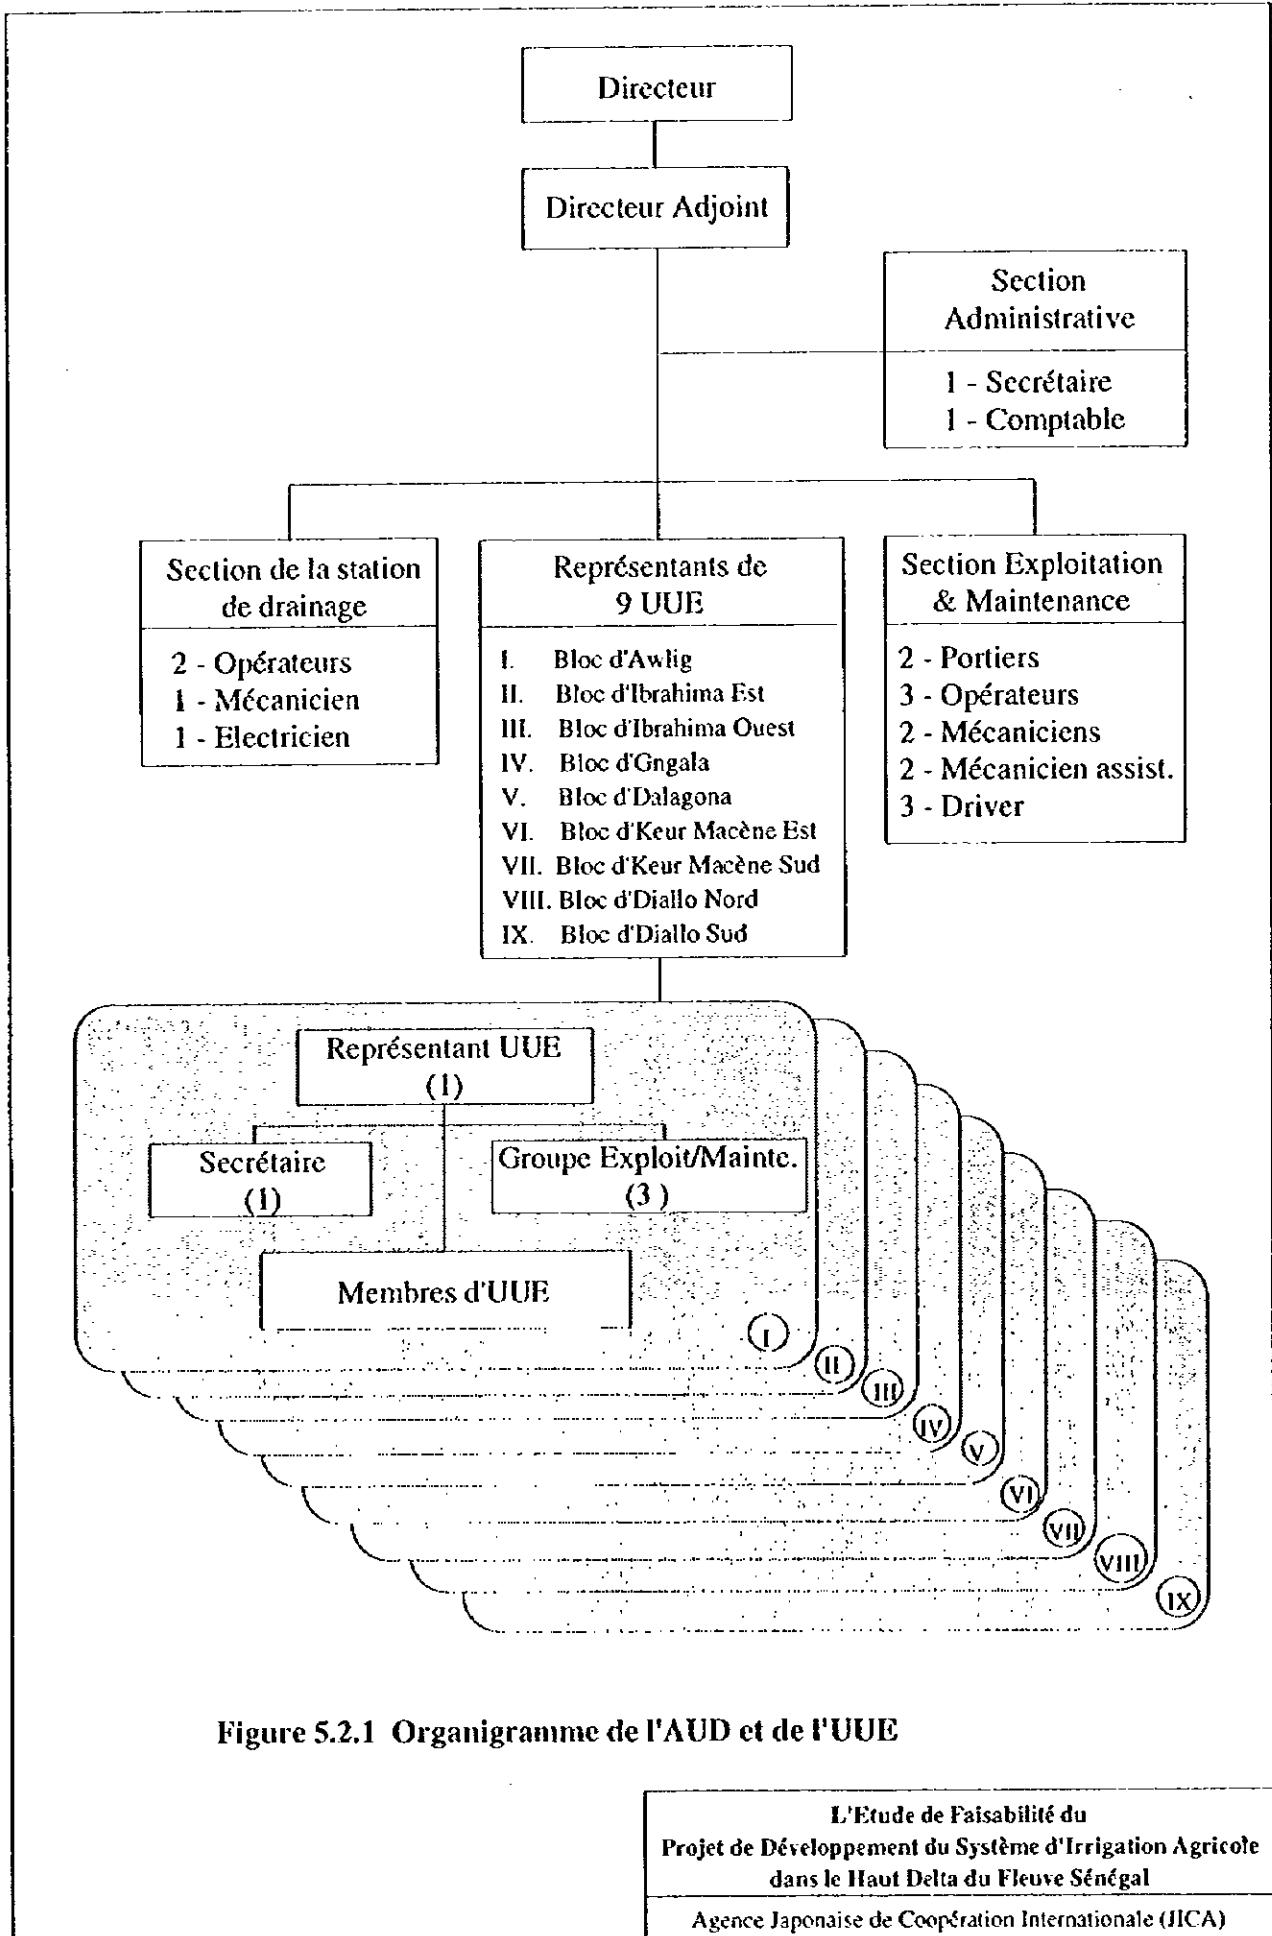 Directeur
Directeur Adjoint
Section
Administrative
1 - Secrétaire
1 - Comptable
Section de la station
de drainage
2 - Opérateurs
1 - Mécanicien
1 - Electricien
Représentants de
9 UUE
I. Bloc d'Awlig
II. Bloc d'Ibrahima Est
III. Bloc d'Ibrahima Ouest
IV. Bloc d'Gngala
V. Bloc d'Dalagona
VI. Bloc d'Keur Macène Est
VII. Bloc d'Keur Macène Sud
VIII. Bloc d'Diallo Nord
IX. Bloc d'Diallo Sud
Section Exploitation
& Maintenance
2 - Portiers
3 - Opérateurs
2 - Mécaniciens
2 - Mécanicien assist.
3 - Driver
Représentant UUE
(1)
Secrétaire
(1)
Groupe Exploit/Mainte.
(3 )
Membres d'UUE
I
II
III
IV
V
VI
VII
VIII
IX
Figure 5.2.1 Organigramme de l'AUD et de l'UUE
L'Etude de Faisabilité du
Projet de Développement du Système d'Irrigation Agricole
dans le Haut Delta du Fleuve Sénégal
Agence Japonaise de Coopération Internationale (JICA)